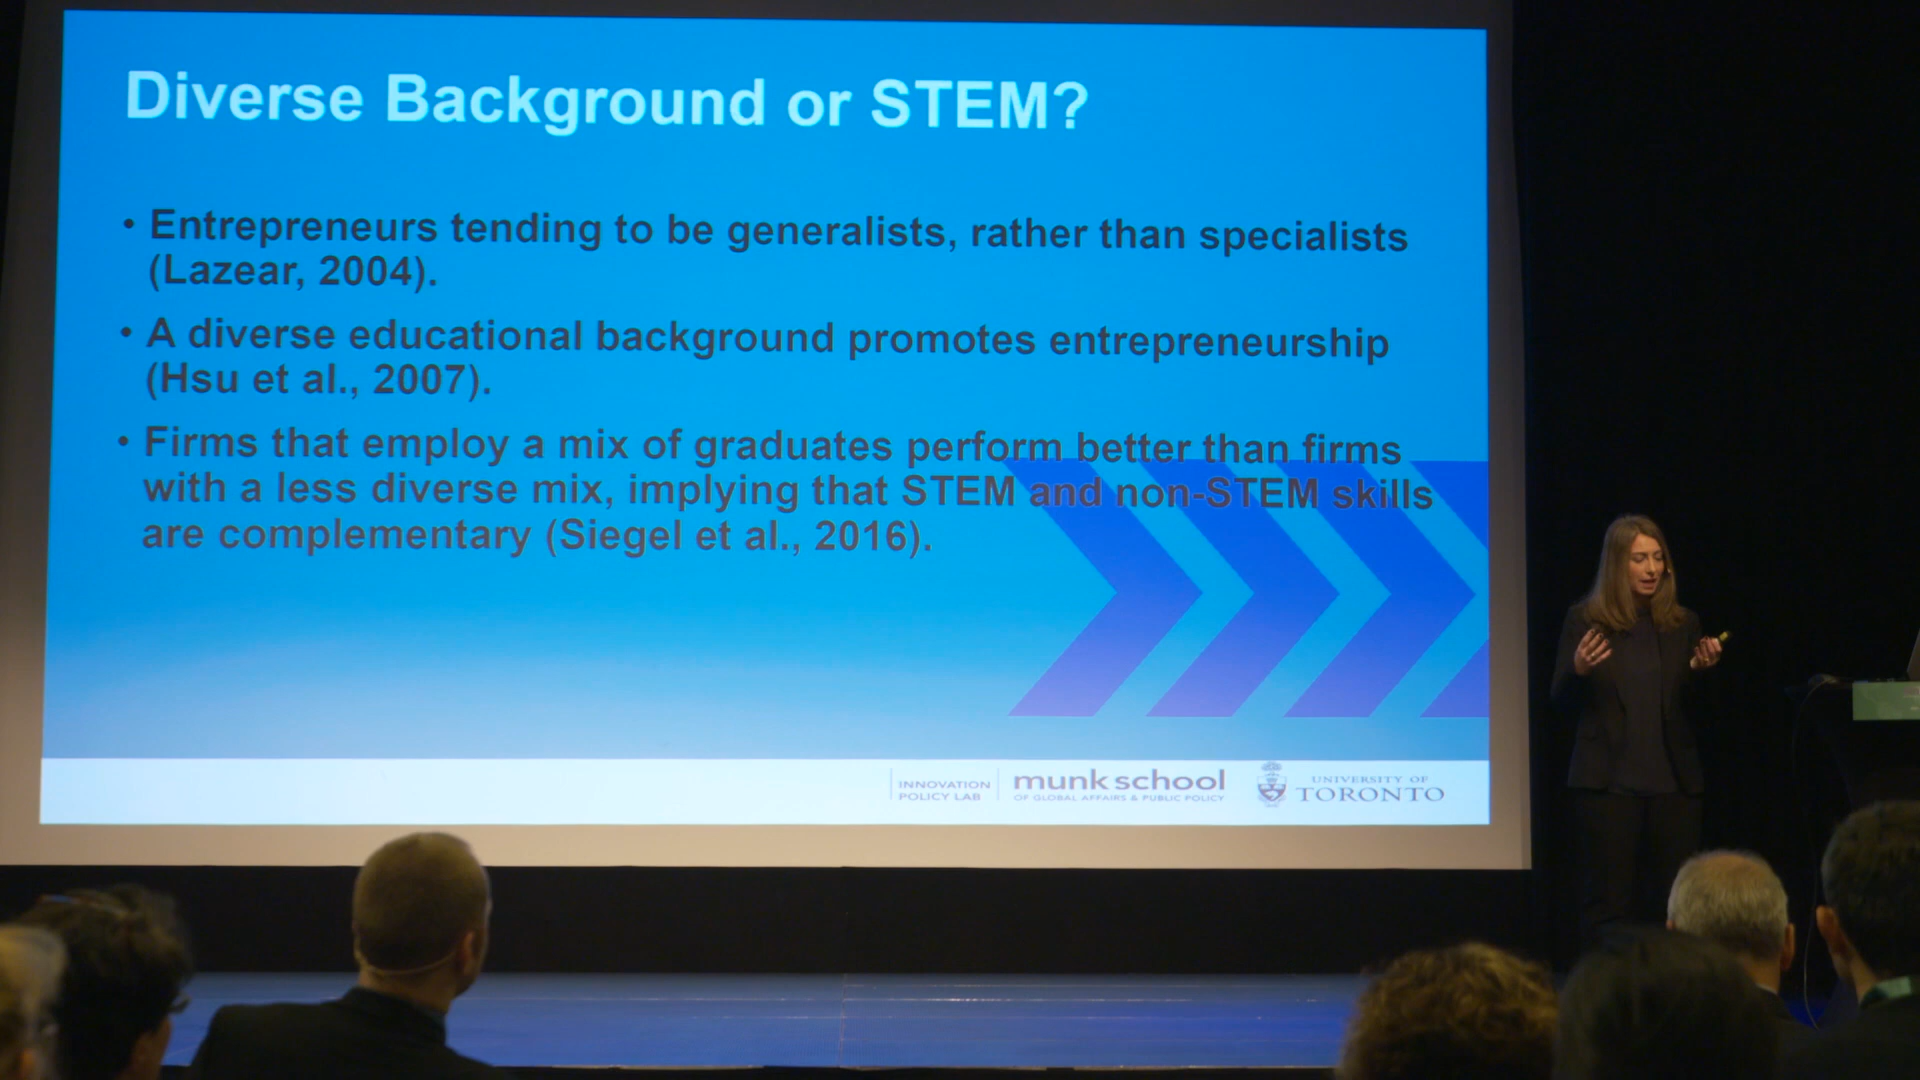 Diverse Background or STEM?
• Entrepreneurs tending to be generalists, rather than specialists
(Lazear, 2004).
• A diverse educational background promotes entrepreneurship
(Hsu et al., 2007).
• Firms that employ a mix of graduates perform better than firms
with a less diverse mix, implying that STEM and non-STEM skills
are complementary (Siegel et al., 2016).
INNOVATION
POLICY LAB
munk school
OF GLOBAL AFFAIRS & PUBLIC POLICY
UNIVERSITY OF
TORONTO